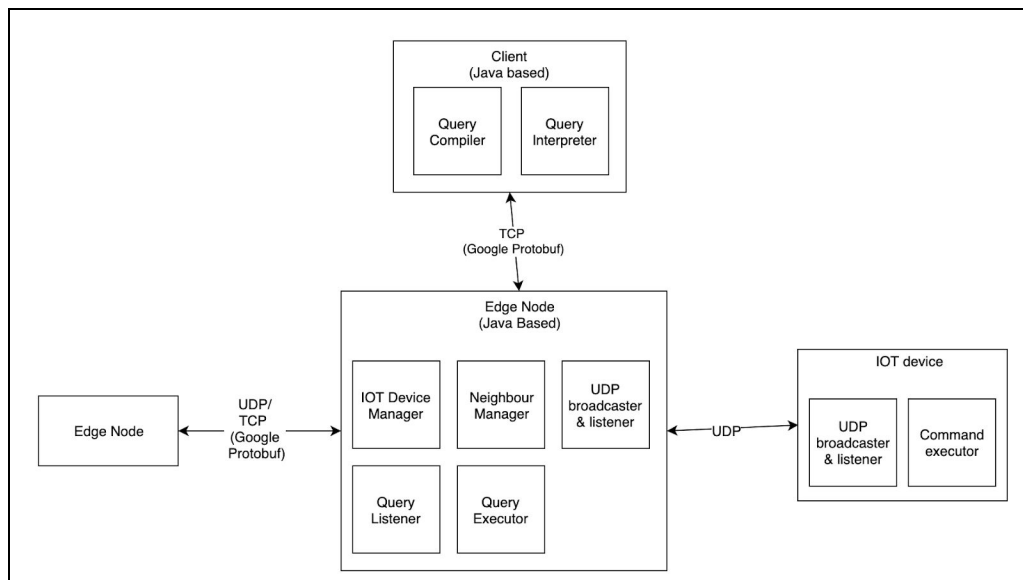 Client
(Java based)
Query
Compiler
Query
Interpreter
TCP
(Google Protobuf)
Edge Node
(Java Based)
IOT Device
Manager
Neighbour
Manager
UDP
broadcaster
& listener
Query
Listener
Query
Executor
Edge Node
UDP/
TCP
(Google
Protobuf)
UDP
IOT device
UDP
broadcaster
& listener
Command
executor